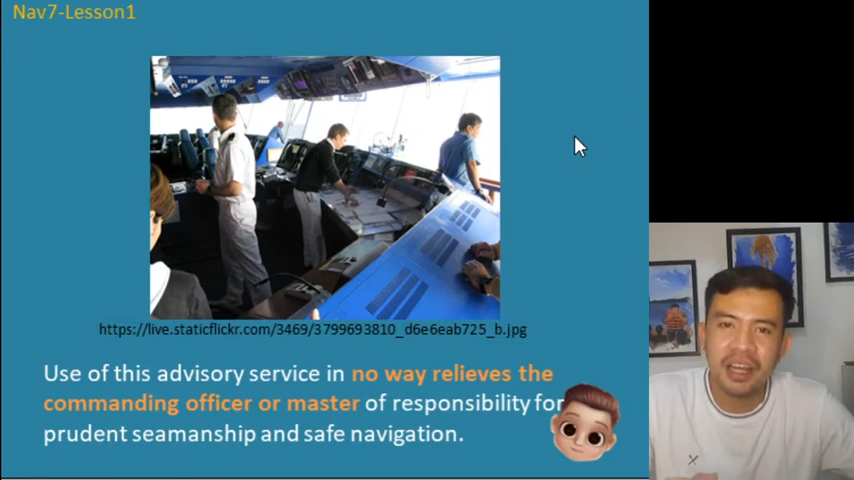 Nav7-Lesson1
https://live.staticflickr.com/3469/3799693810_d6e6eab725_b.jpg
Use of this advisory service in no way relieves the
commanding officer or master of responsibility for
prudent seamanship and safe navigation.